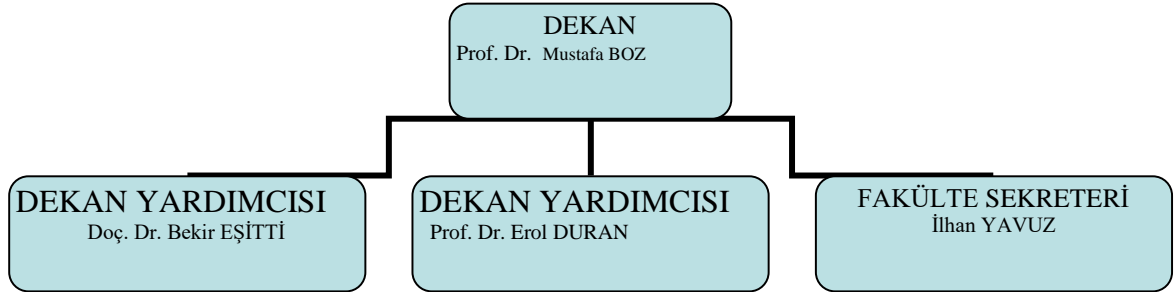 DEKAN
Prof. Dr. Mustafa BOZ
DEKAN YARDIMCISI
Doç. Dr. Bekir EŞİTTİ
DEKAN YARDIMCISI
Prof. Dr. Erol DURAN
FAKÜLTE SEKRETERİ
İlhan YAVUZ